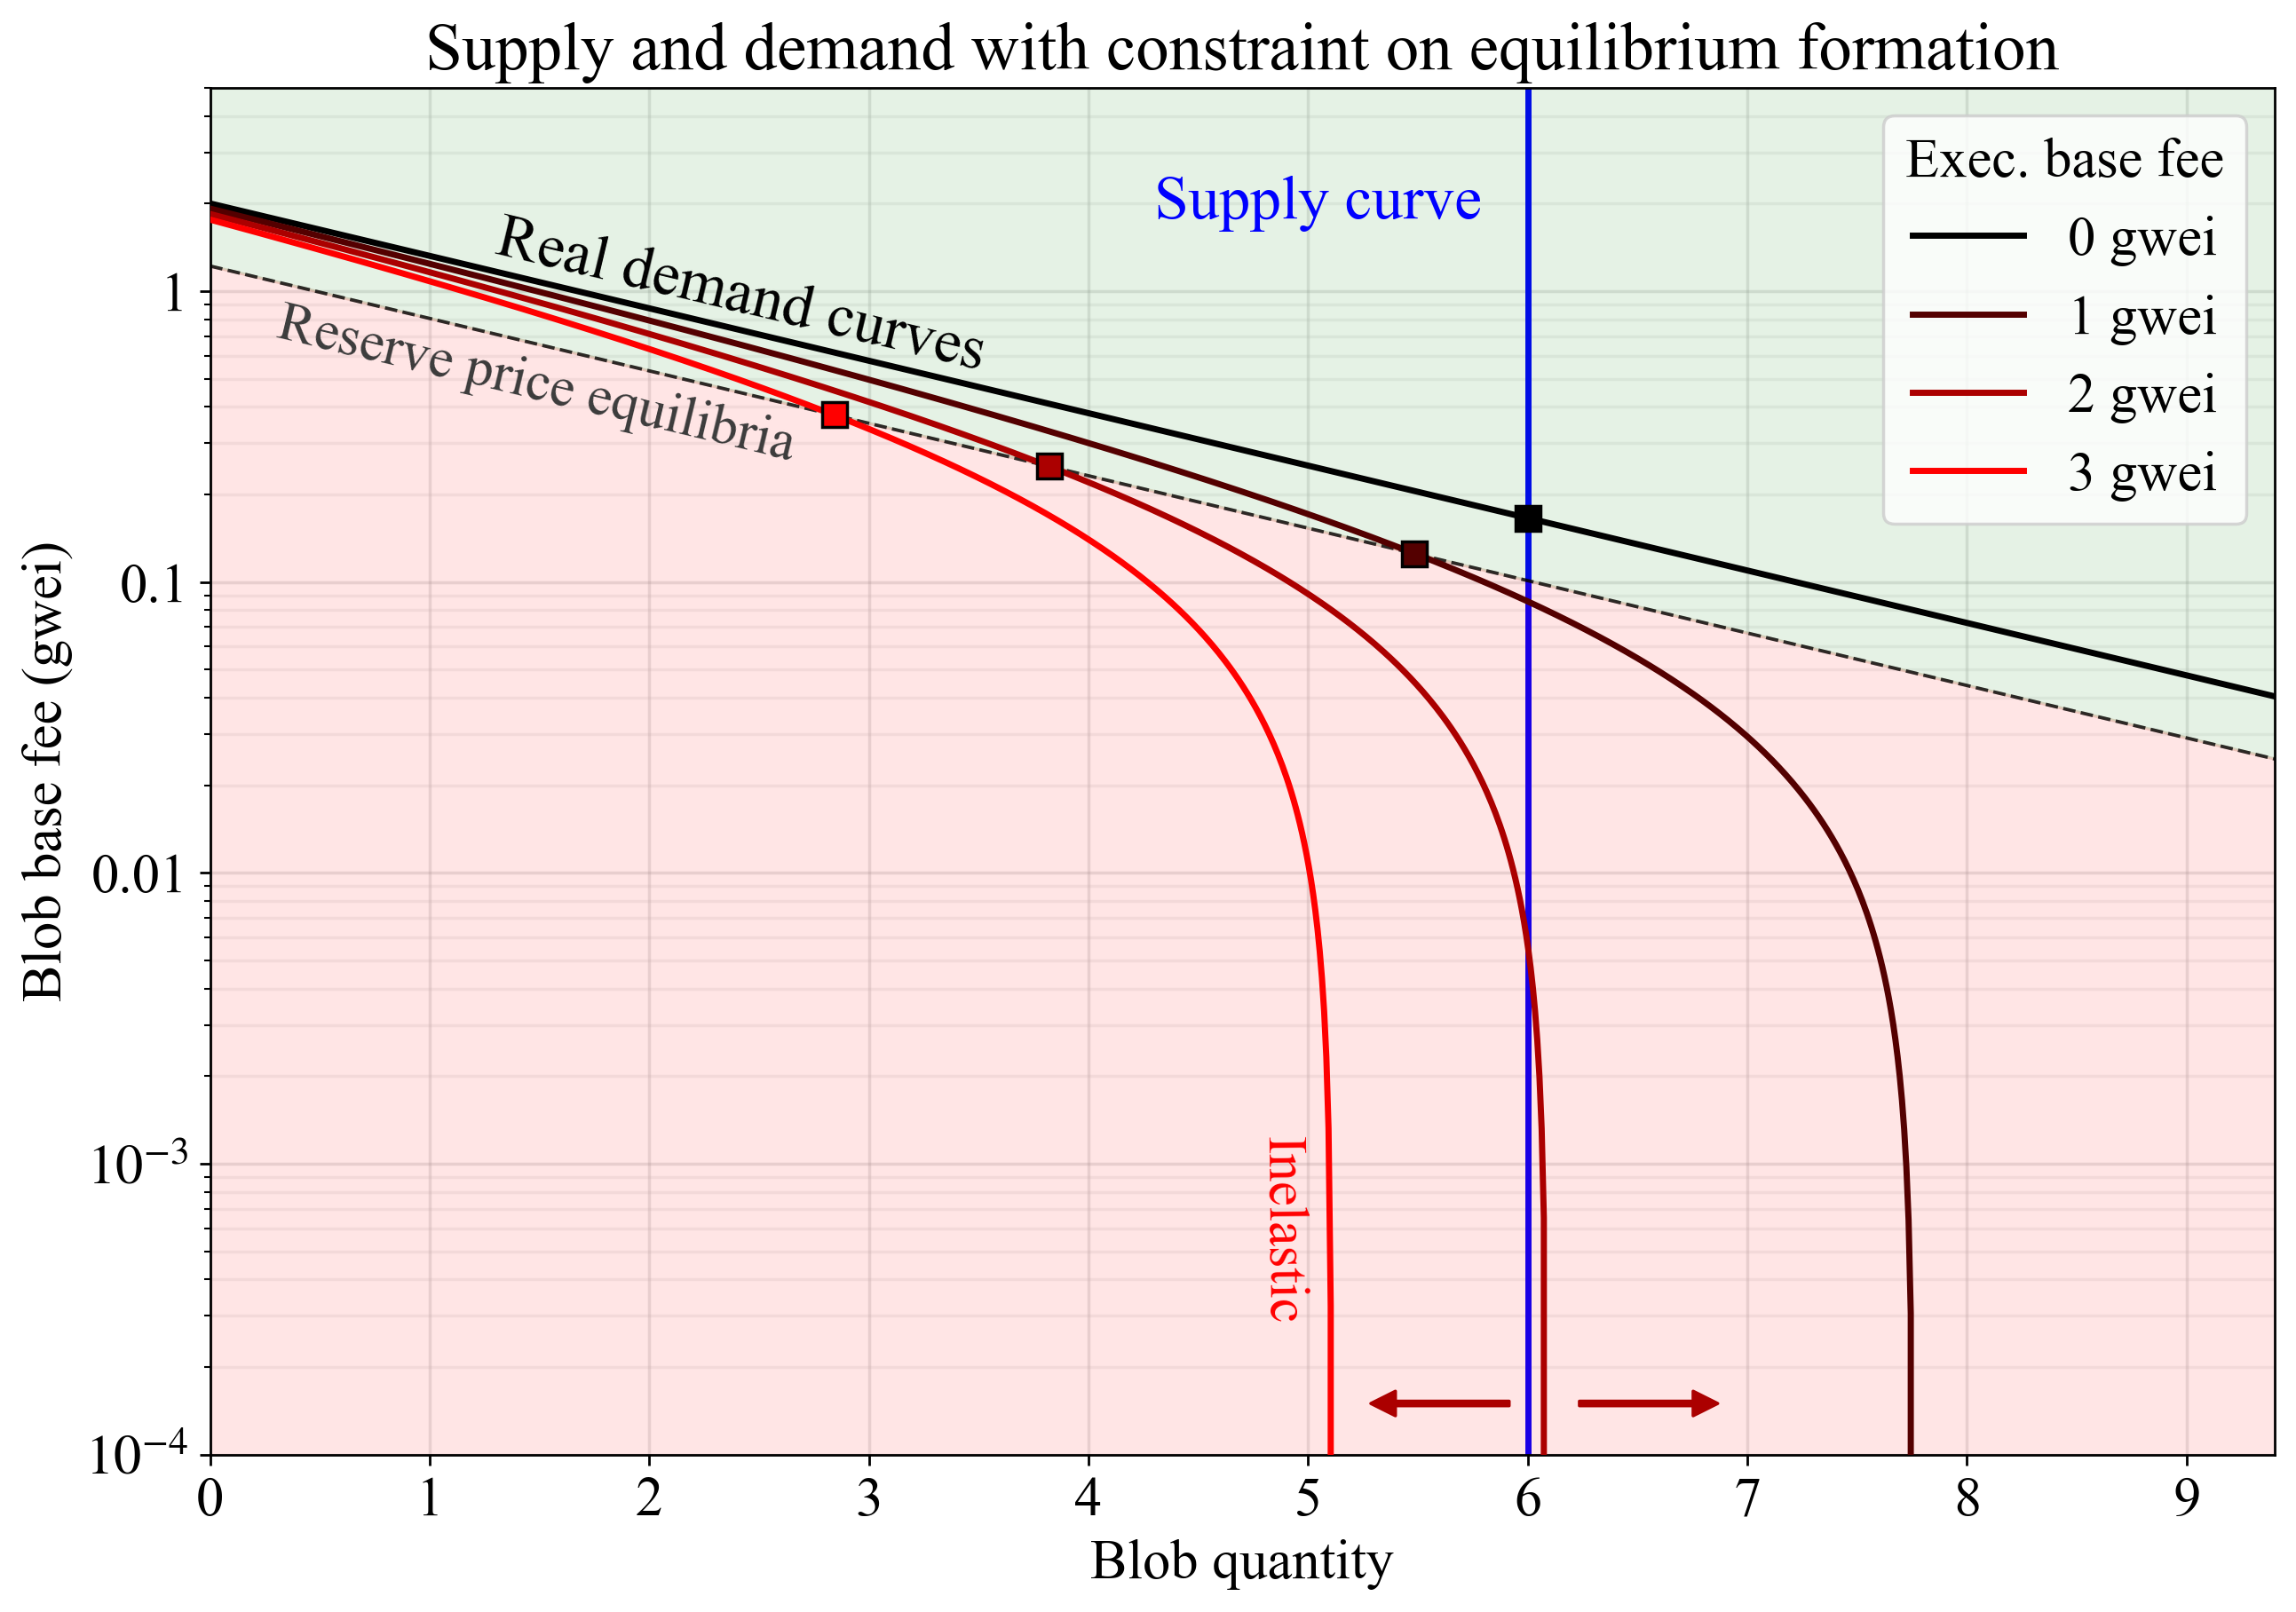 Supply and demand with constraint on equilibrium formation
Supply curve
Exec. base fee
0 gwei
1 gwei
2 gwei
3 gwei
Real demand curves
Reserve price equilibria
Inelastic
Blob base fee (gwei)
1
0.1
0.01
10⁻³
10⁻⁴
0 1 2 3 4 5 6 7 8 9
Blob quantity